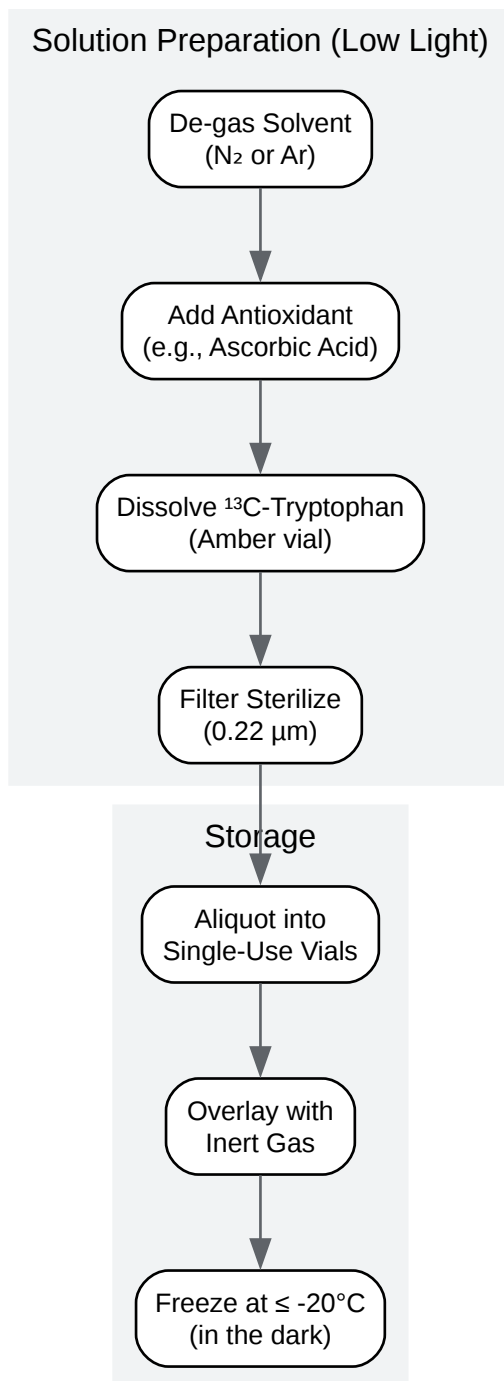 Solution Preparation (Low Light)
De-gas Solvent
(N₂ or Ar)
Add Antioxidant
(e.g., Ascorbic Acid)
Dissolve ¹³C-Tryptophan
(Amber vial)
Filter Sterilize
(0.22 µm)
Storage
Aliquot into
Single-Use Vials
Overlay with
Inert Gas
Freeze at ≤ -20°C
(in the dark)